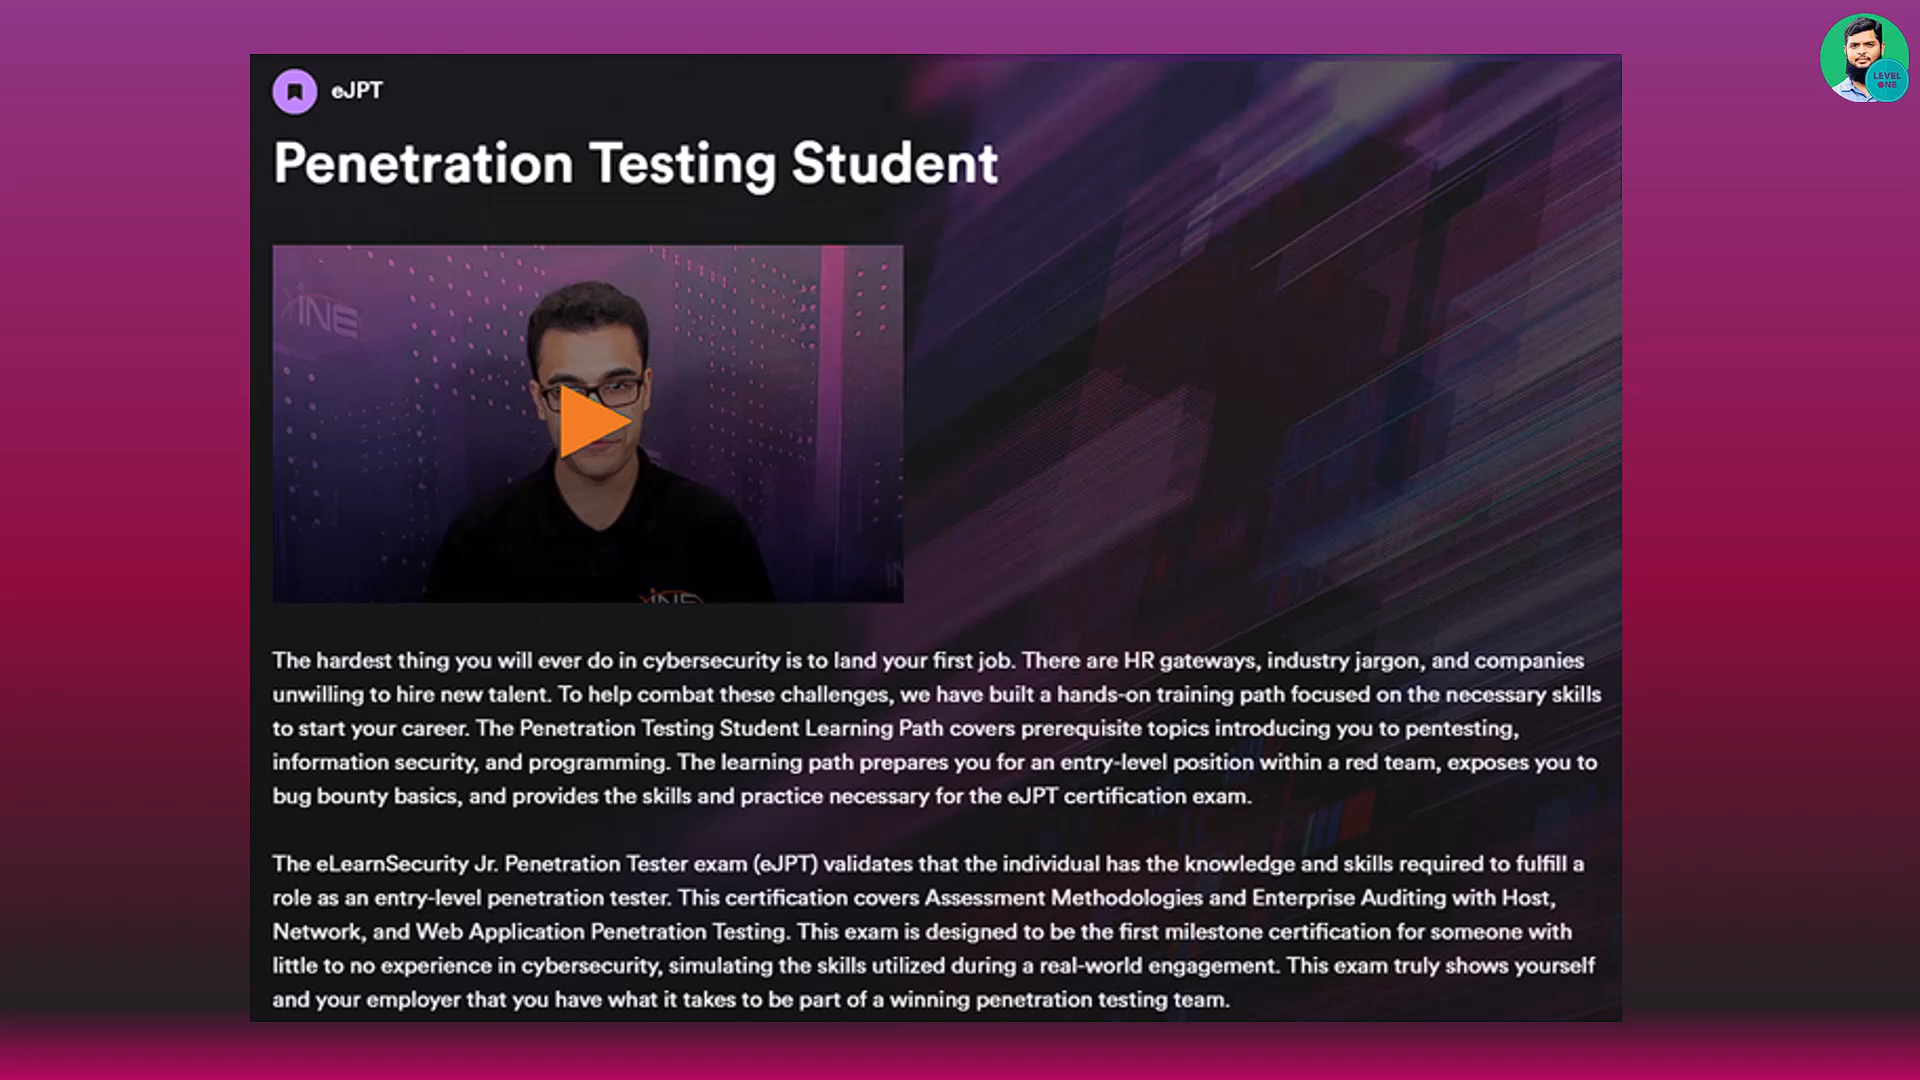 eJPT
LEVEL
ONE
Penetration Testing Student
INE
INE
The hardest thing you will ever do in cybersecurity is to land your first job. There are HR gateways, industry jargon, and companies
unwilling to hire new talent. To help combat these challenges, we have built a hands-on training path focused on the necessary skills
to start your career. The Penetration Testing Student Learning Path covers prerequisite topics introducing you to pentesting,
information security, and programming. The learning path prepares you for an entry-level position within a red team, exposes you to
bug bounty basics, and provides the skills and practice necessary for the eJPT certification exam.
The eLearnSecurity Jr. Penetration Tester exam (eJPT) validates that the individual has the knowledge and skills required to fulfill a
role as an entry-level penetration tester. This certification covers Assessment Methodologies and Enterprise Auditing with Host,
Network, and Web Application Penetration Testing. This exam is designed to be the first milestone certification for someone with
little to no experience in cybersecurity, simulating the skills utilized during a real-world engagement. This exam truly shows yourself
and your employer that you have what it takes to be part of a winning penetration testing team.